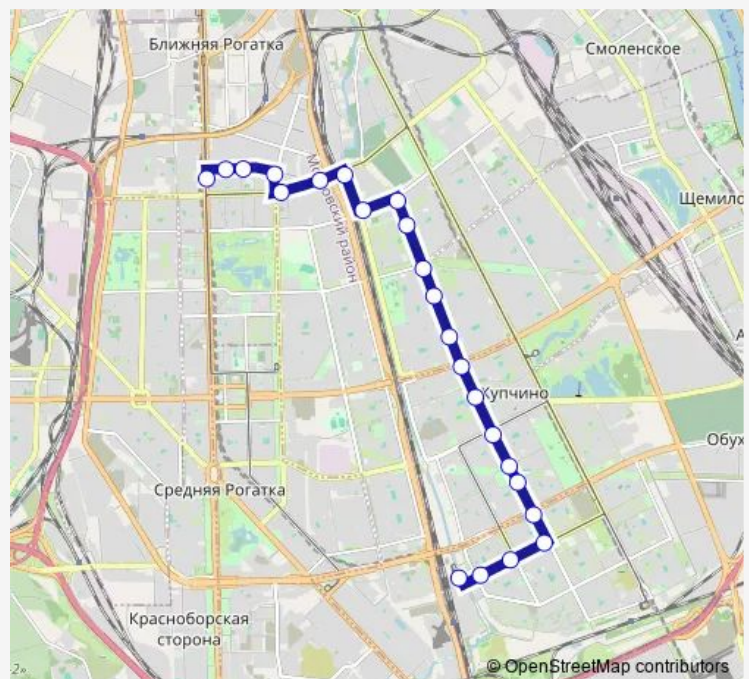 Ближняя Рогатка
Смоленское
Московский район
Щемило
Купчино
Обух
Средняя Рогатка
Красноборская
сторона
© OpenStreetMap contributors